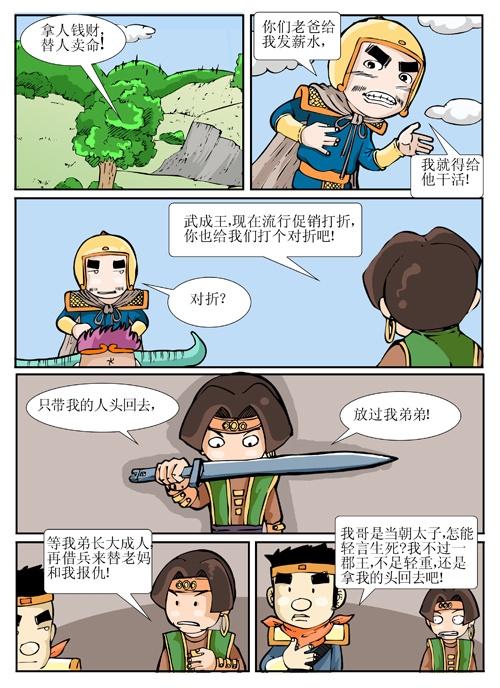 拿人钱财,
替人卖命!
你们老爸给
我发薪水,
我就得给
他干活!
武成王,现在流行促销打折,
你也给我们打个对折吧!
对折?
只带我的人头回去,
放过我弟弟!
等我弟长大成人
再借兵来替老妈
和我报仇!
我哥是当朝太子,怎能
轻言生死?我不过一
郡王,不足轻重,还是
拿我的头回去吧!